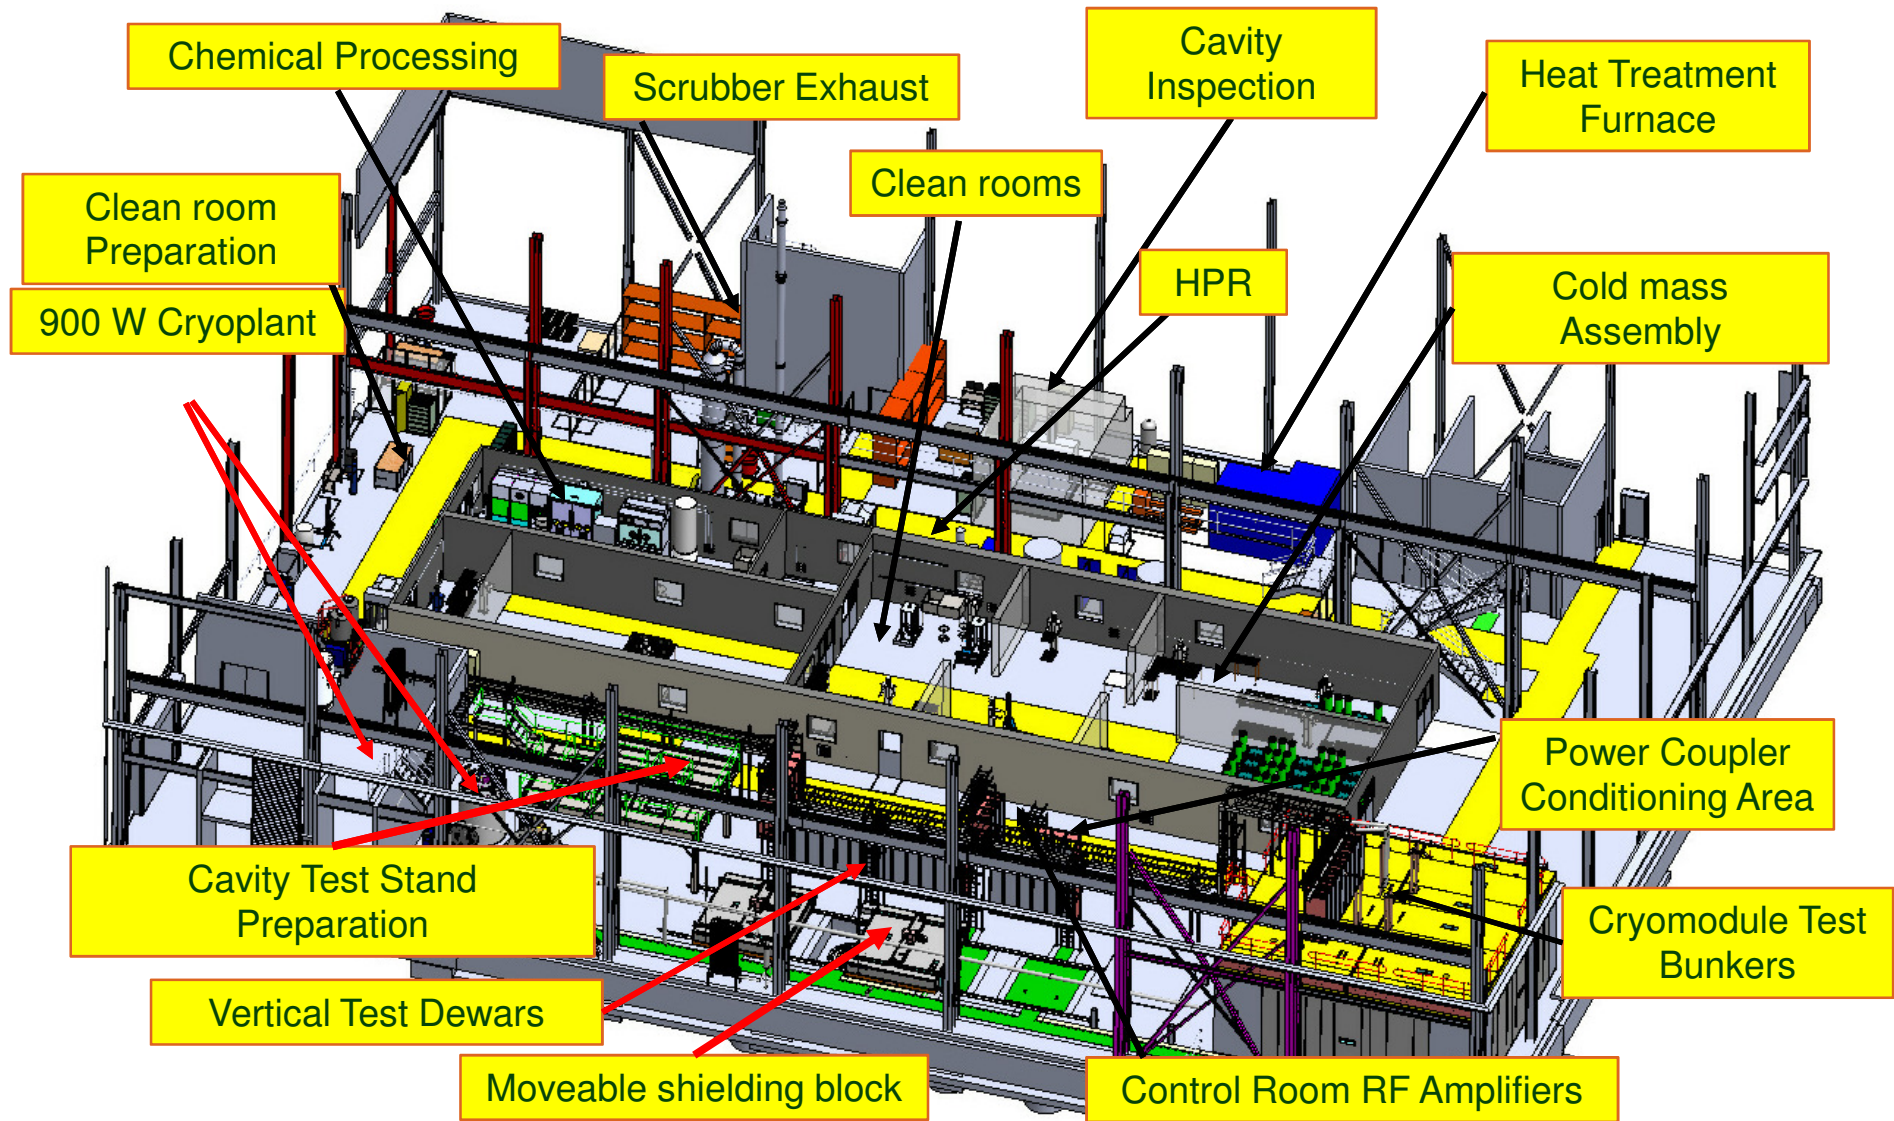 Chemical Processing
Scrubber Exhaust
Cavity
Inspection
Heat Treatment
Furnace
Clean rooms
Clean room
Preparation
900 W Cryoplant
HPR
Cold mass
Assembly
Power Coupler
Conditioning Area
Cavity Test Stand
Preparation
Cryomodule Test
Bunkers
Vertical Test Dewars
Moveable shielding block
Control Room RF Amplifiers